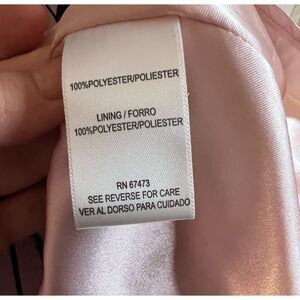 100%POLYESTER/POLIESTER
LINING / FORRO
100%POLYESTER/POLIESTER
RN 67473
SEE REVERSE FOR CARE
VER AL DORSO PARA CUIDADO